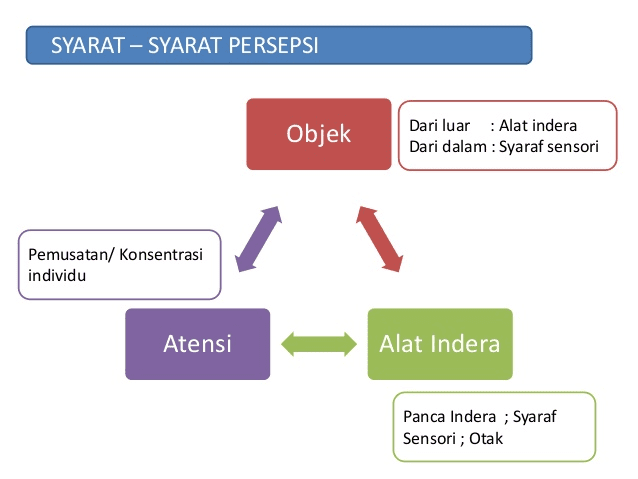 SYARAT – SYARAT PERSEPSI
Objek
Dari luar : Alat indera
Dari dalam : Syaraf sensori
Pemusatan/ Konsentrasi
individu
Atensi
Alat Indera
Panca Indera ; Syaraf
Sensori ; Otak